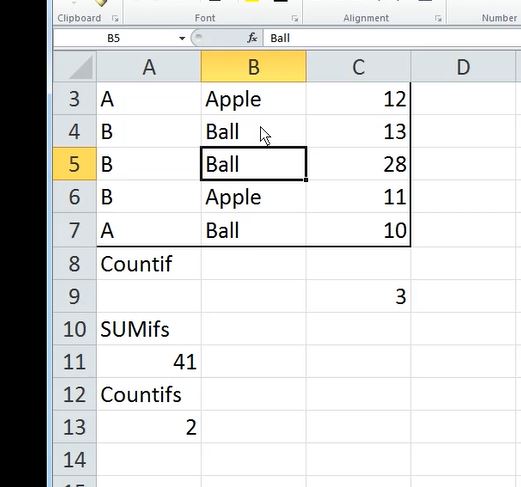 Clipboard Font Alignment Number
B5 fx Ball
A B C D
3 A Apple 12
4 B Ball 13
5 B Ball 28
6 B Apple 11
7 A Ball 10
8 Countif
9 3
10 SUMifs
11 41
12 Countifs
13 2
14